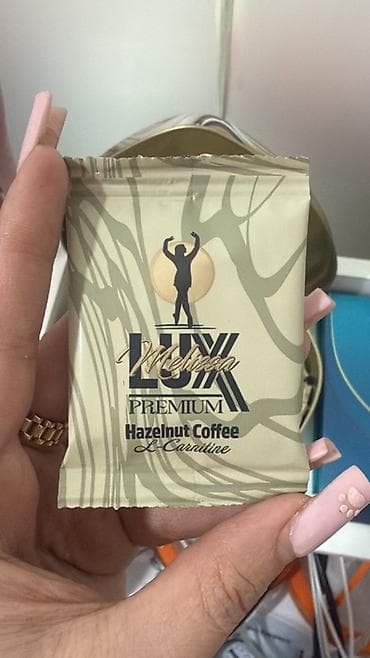 LUX
Melissa
PREMIUM
Hazelnut Coffee
L-Carnitine